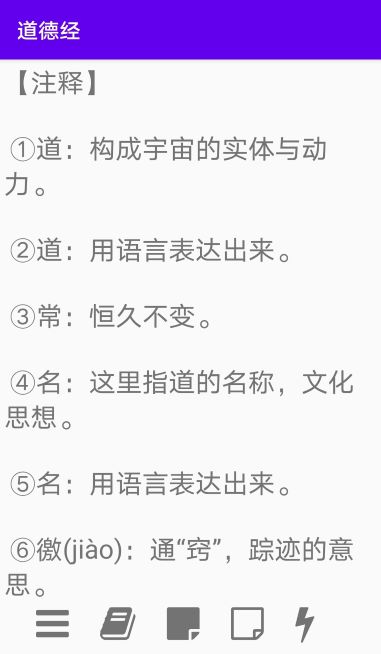 道德经
【注释】
①道：构成宇宙的实体与动
力。
②道：用语言表达出来。
③常：恒久不变。
④名：这里指道的名称，文化
思想。
⑤名：用语言表达出来。
⑥徼(jiào)：通“窍”，踪迹的意
思。